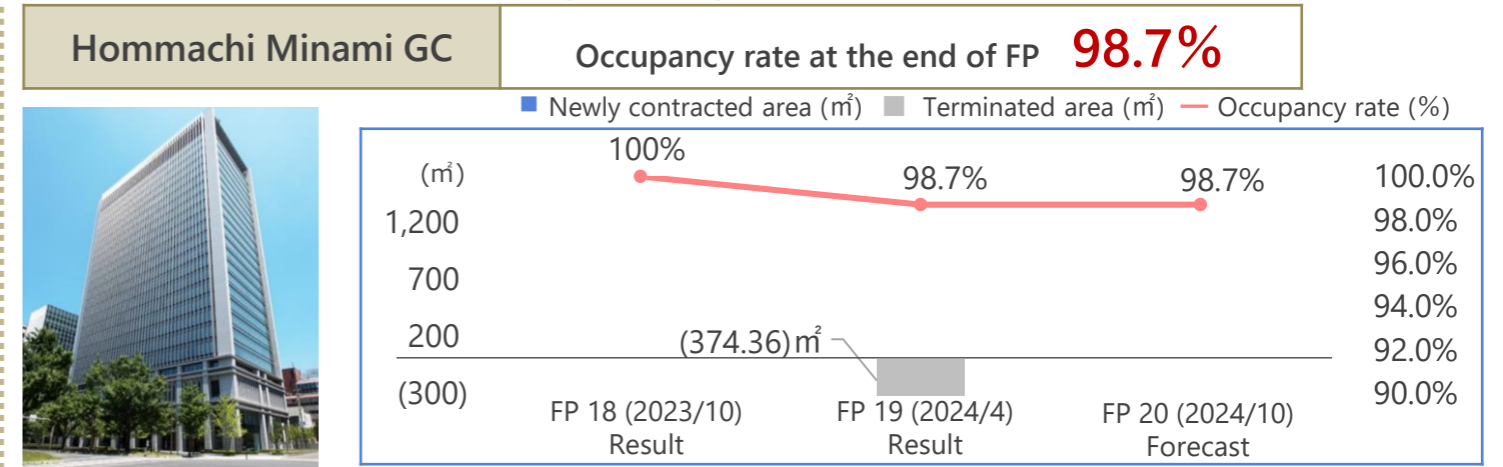 Hommachi Minami GC
Occupancy rate at the end of FP 98.7%
Newly contracted area (㎡) Terminated area (㎡) Occupancy rate (%)
(㎡)
1,200
700
200
(300)
100%
98.7%
98.7%
(374.36)㎡
100.0%
98.0%
96.0%
94.0%
92.0%
90.0%
FP 18 (2023/10)
Result
FP 19 (2024/4)
Result
FP 20 (2024/10)
Forecast